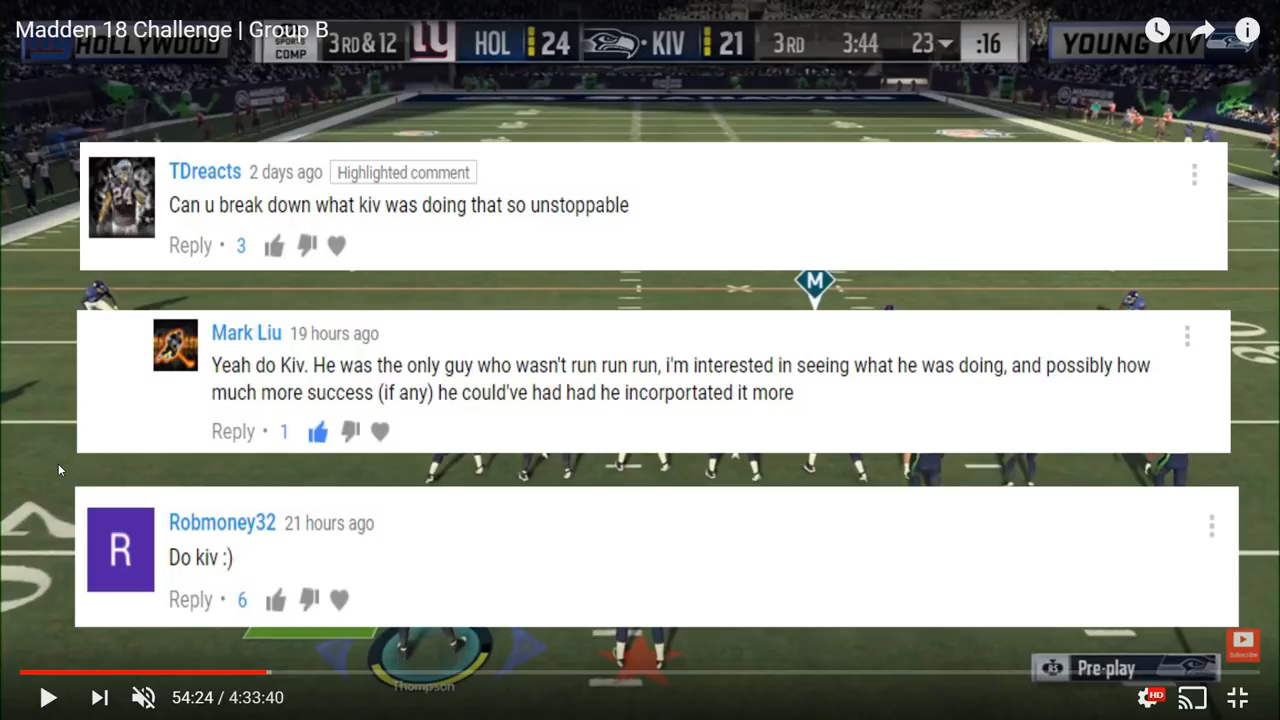 Madden 18 Challenge | Group B
HOLLYWOOD
COMP
3RD & 12
HOL 24
KIV 21
3RD 3:44 23 :16
YOUNG KIV
TDreacts 2 days ago Highlighted comment
Can u break down what kiv was doing that so unstoppable
Reply • 3
M
Mark Liu 19 hours ago
Yeah do Kiv. He was the only guy who wasn't run run run, i'm interested in seeing what he was doing, and possibly how
much more success (if any) he could've had had he incorportated it more
Reply • 1
R
Robmoney32 21 hours ago
Do kiv :)
Reply • 6
Subscribe
RS Pre-play
Thompson
54:24 / 4:33:40
HD